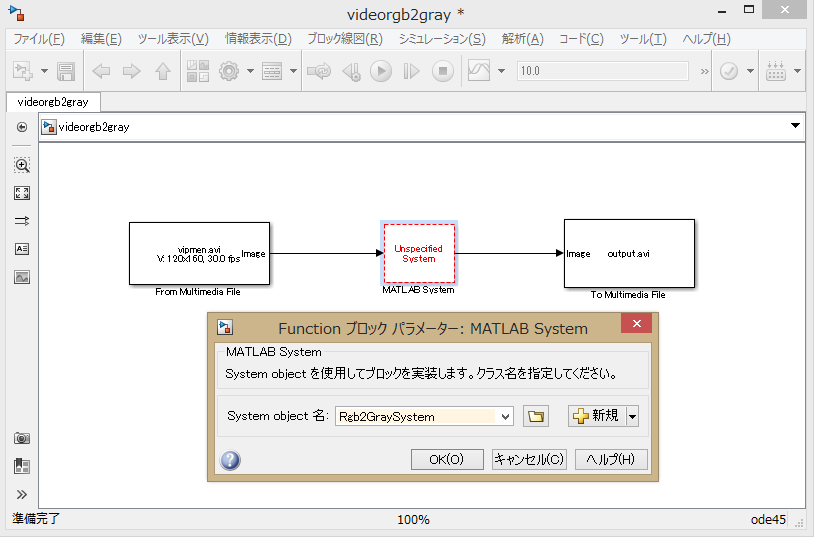 videorgb2gray *
ファイル(F) 編集(E) ツール表示(V) 情報表示(D) ブロック線図(R) シミュレーション(S) 解析(A) コード(C) ツール(T) ヘルプ(H)
10.0
videorgb2gray
videorgb2gray
vipmen.avi
V: 120x160, 30.0 fps
Image
From Multimedia File
Unspecified
System
MATLAB System
Image
output.avi
To Multimedia File
Function ブロック パラメーター: MATLAB System
MATLAB System
System object を使用してブロックを実装します。クラス名を指定してください。
System object 名: Rgb2GraySystem 新規
OK(O) キャンセル(C) ヘルプ(H)
準備完了 100% ode45